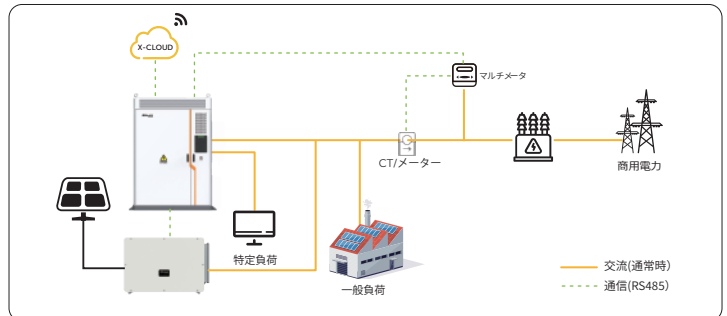 X-CLOUD
マルチメータ
CT/メーター
商用電力
特定負荷
一般負荷
交流(通常時)
通信(RS485)